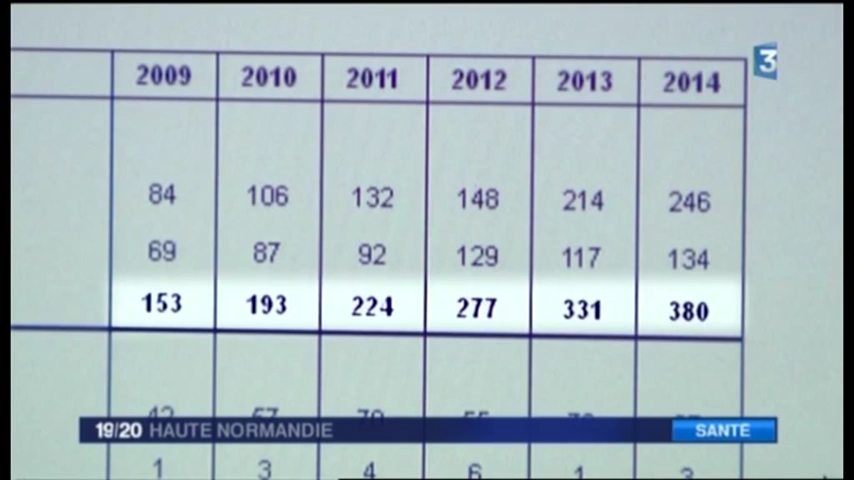 2009 2010 2011 2012 2013 2014
3
84 106 132 148 214 246
69 87 92 129 117 134
153 193 224 277 331 380
19/20 HAUTE NORMANDIE SANTÉ
1 3 4 6 1 3